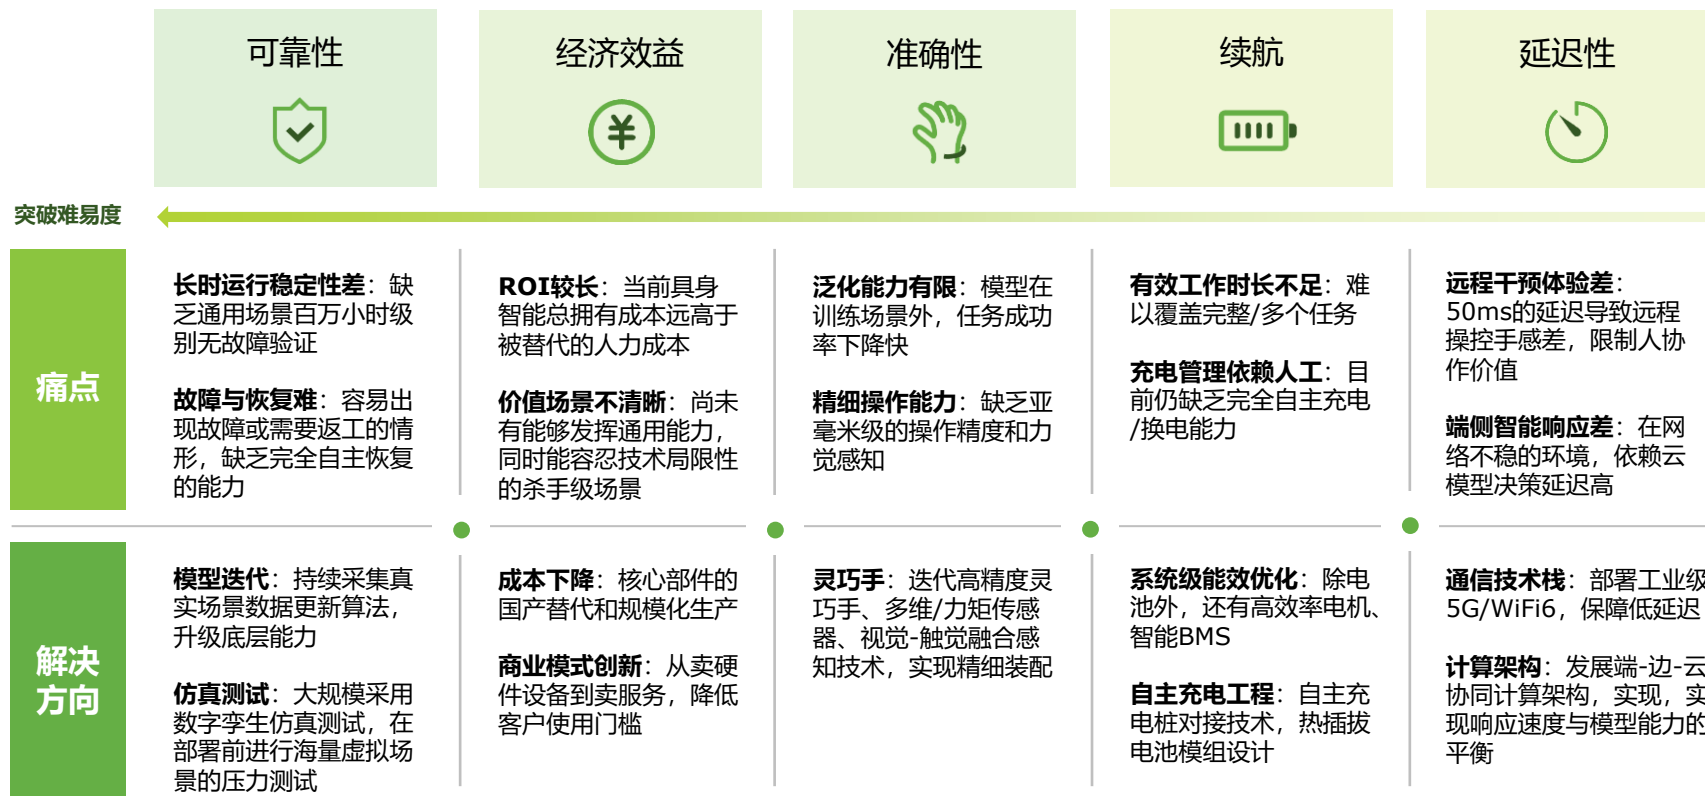 可靠性
经济效益
准确性
续航
延迟性
突破难易度
痛点
长时运行稳定性差：缺
乏通用场景百万小时级
别无故障验证
故障与恢复难：容易出
现故障或需要返工的情
形，缺乏完全自主恢复
的能力
ROI较长：当前具身
智能总拥有成本远高于
被替代的人力成本
价值场景不清晰：尚未
有能够发挥通用能力，
同时能容忍技术局限性
的杀手级场景
泛化能力有限：模型在
训练场景外，任务成功
率下降快
精细操作能力：缺乏亚
毫米级的操作精度和力
觉感知
有效工作时长不足：难
以覆盖完整/多个任务
充电管理依赖人工：目
前仍缺乏完全自主充电
/换电能力
远程干预体验差：
50ms的延迟导致远程
操控手感差，限制人协
作价值
端侧智能响应差：在网
络不稳的环境，依赖云
模型决策延迟高
解决
方向
模型迭代：持续采集真
实场景数据更新算法，
升级底层能力
仿真测试：大规模采用
数字孪生仿真测试，在
部署前进行海量虚拟场
景的压力测试
成本下降：核心部件的
国产替代和规模化生产
商业模式创新：从卖硬
件设备到卖服务，降低
客户使用门槛
灵巧手：迭代高精度灵
巧手、多维/力矩传感
器、视觉-触觉融合感
知技术，实现精细装配
系统级能效优化：除电
池外，还有高效率电机、
智能BMS
自主充电工程：自主充
电桩对接技术，热插拔
电池模组设计
通信技术栈：部署工业级
5G/WiFi6，保障低延迟
计算架构：发展端-边-云
协同计算架构，实现，实
现响应速度与模型能力的
平衡